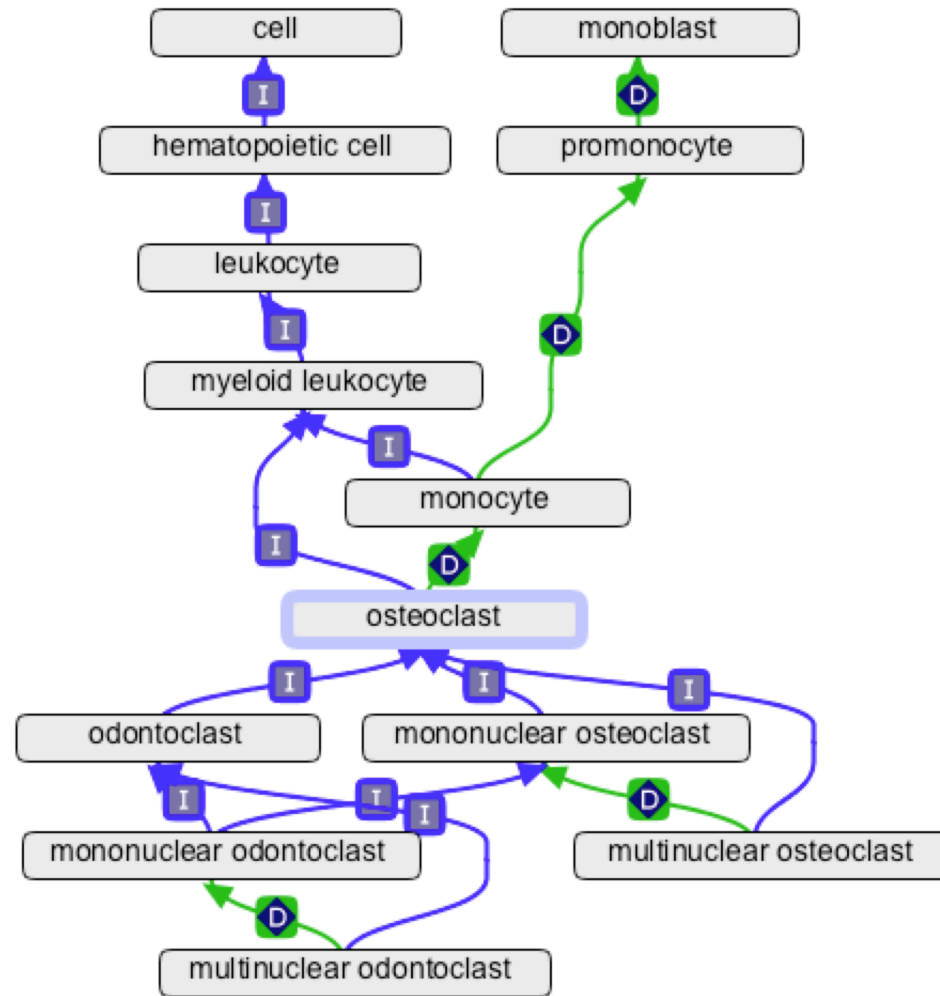 cell
monoblast
I
D
hematopoietic cell
promonocyte
I
leukocyte
I
D
myeloid leukocyte
I
monocyte
I
D
osteoclast
I
I
I
odontoclast
mononuclear osteoclast
I
I
I
D
mononuclear odontoclast
multinuclear osteoclast
D
multinuclear odontoclast